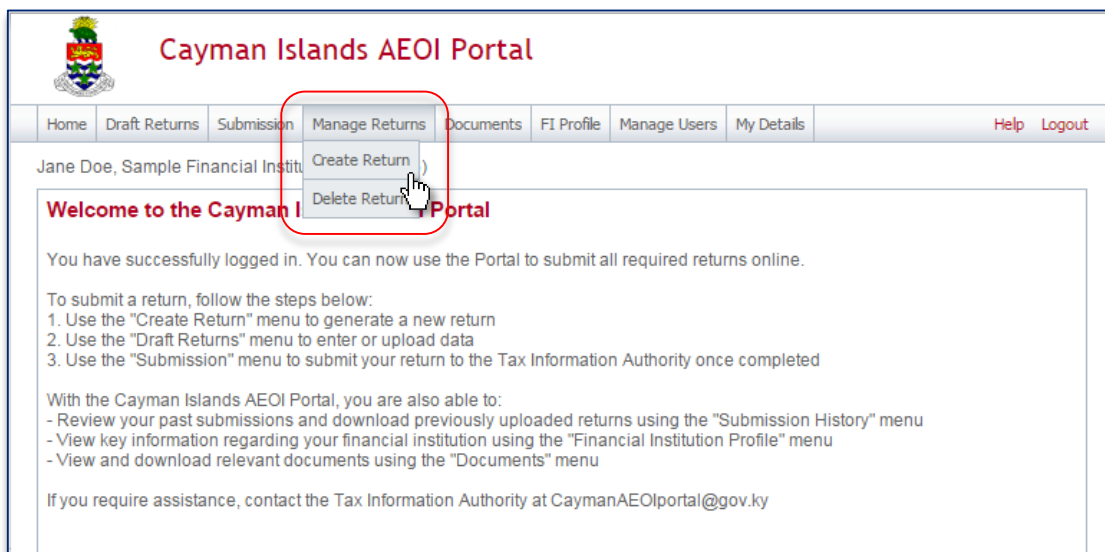 Cayman Islands AEOI Portal
Home Draft Returns Submission Manage Returns Documents FI Profile Manage Users My Details Help Logout
Jane Doe, Sample Financial )
Create Return
Delete
Welcome to the Cayman Portal
You have successfully logged in. You can now use the Portal to submit all required returns online.
To submit a return, follow the steps below:
1. Use the "Create Return" menu to generate a new return
2. Use the "Draft Returns" menu to enter or upload data
3. Use the "Submission" menu to submit your return to the Tax Information Authority once completed
With the Cayman Islands AEOI Portal, you are also able to:
- Review your past submissions and download previously uploaded returns using the "Submission History" menu
- View key information regarding your financial institution using the "Financial Institution Profile" menu
- View and download relevant documents using the "Documents" menu
If you require assistance, contact the Tax Information Authority at CaymanAEOIportal@gov.ky